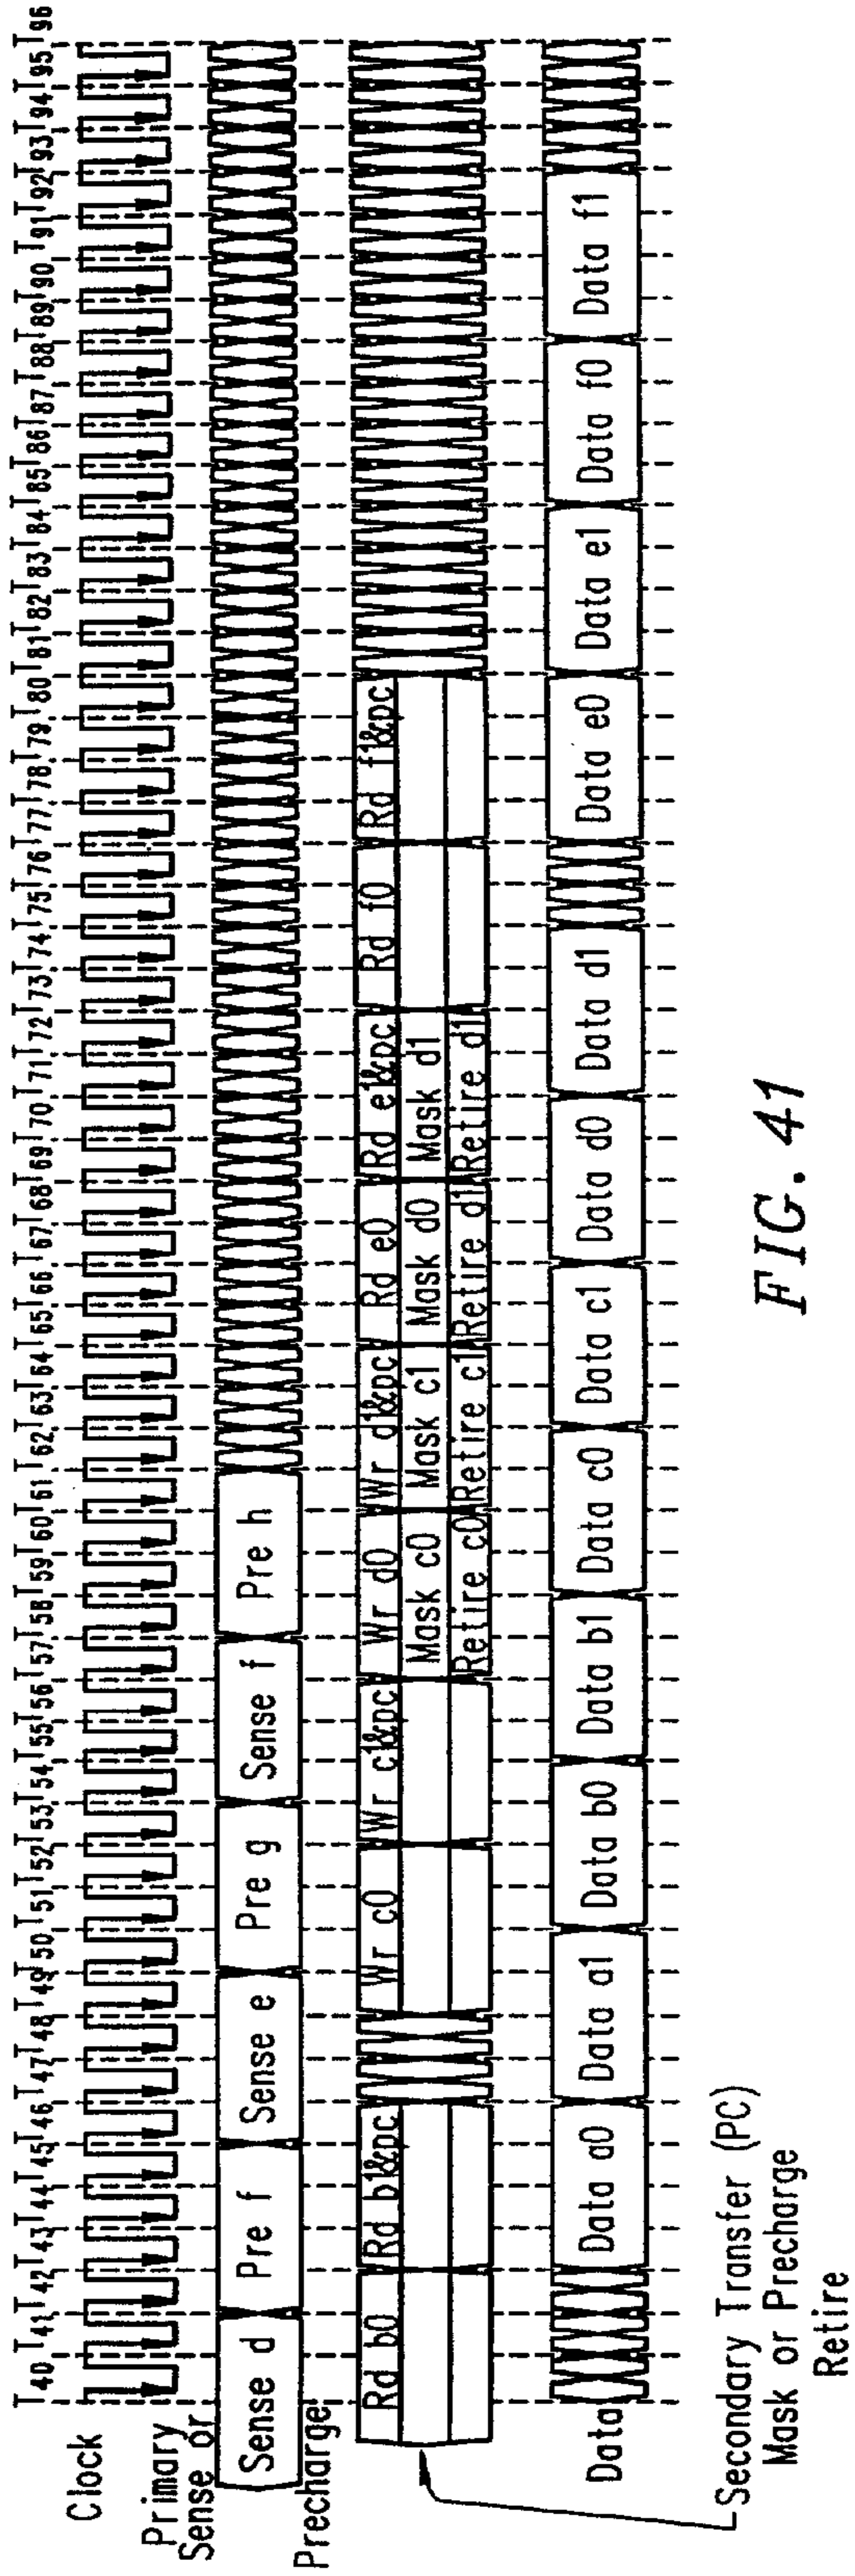 T40 T41 T42 T43 T44 T45 T46 T47 T48 T49 T50 T51 T52 T53 T54 T55 T56 T57 T58 T59 T60 T61 T62 T63 T64 T65 T66 T67 T68 T69 T70 T71 T72 T73 T74 T75 T76 T77 T78 T79 T80 T81 T82 T83 T84 T85 T86 T87 T88 T89 T90 T91 T92 T93 T94 T95 T96
Clock
Primary
Sense or
Precharge
Sense d Pre f Sense e Pre g Sense f Pre h
Rd b0 Rd b1&pc Wr c0 Wr c1&pc Wr d0 Wr d1&pc Rd e0 Rd e1&pc Rd f0 Rd f1&pc
Mask c0 Mask c1 Mask d0 Mask d1
Retire c0 Retire c1 Retire d1 Retire d1
Data
Data a0 Data a1 Data b0 Data b1 Data c0 Data c1 Data d0 Data d1 Data e0 Data e1 Data f0 Data f1
Secondary Transfer (PC)
Mask or Precharge
Retire
FIG. 41